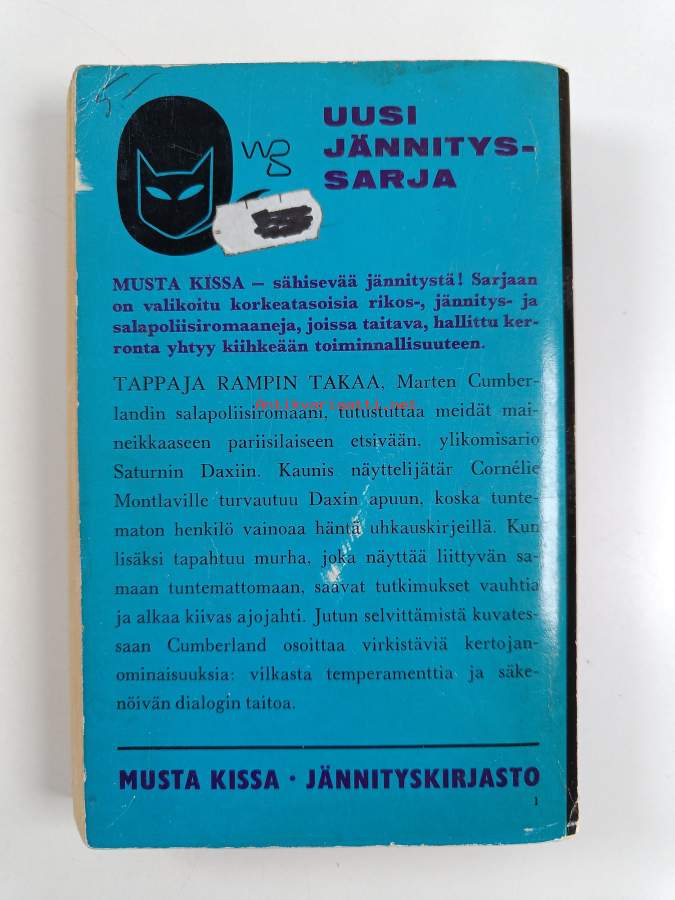 5-
UUSI
JÄNNITYS-
SARJA
MUSTA KISSA — sähisevää jännitystä! Sarjaan
on valikoitu korkeatasoisia rikos-, jännitys- ja
salapoliisiromaaneja, joissa taitava, hallittu ker-
ronta yhtyy kiihkeään toiminnallisuuteen.
TAPPAJA RAMPIN TAKAA, Marten Cumber-
landin salapoliisiromaani, tutustuttaa meidät mai-
Antikvariaatti.net
neikkaaseen pariisilaiseen etsivään, ylikomisario
Saturnin Daxiin. Kaunis näyttelijätär Cornélie
Montlaville turvautuu Daxin apuun, koska tunte-
maton henkilö vainoaa häntä uhkauskirjeillä. Kun
lisäksi tapahtuu murha, joka näyttää liittyvän sa-
maan tuntemattomaan, saavat tutkimukset vauhtia
ja alkaa kiivas ajojahti. Jutun selvittämistä kuvates-
saan Cumberland osoittaa virkistäviä kertojan-
ominaisuuksia: vilkasta temperamenttia ja säke-
nöivän dialogin taitoa.
MUSTA KISSA · JÄNNITYSKIRJASTO
1